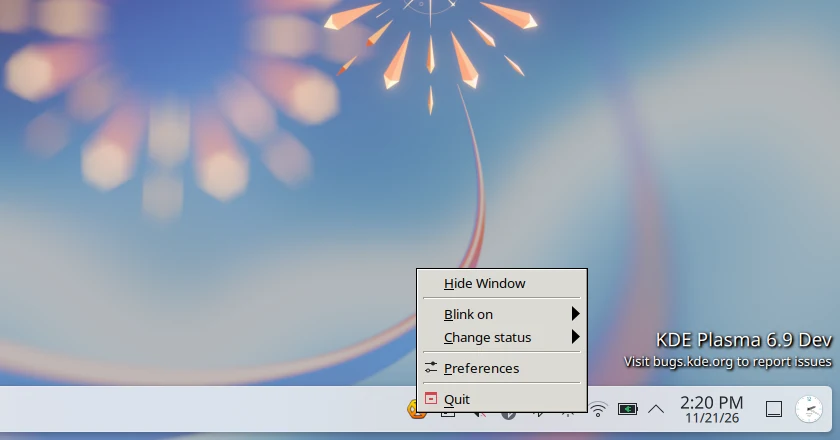 Hide Window
Blink on
Change status
Preferences
Quit
KDE Plasma 6.9 Dev
Visit bugs.kde.org to report issues
2:20 PM
11/21/26